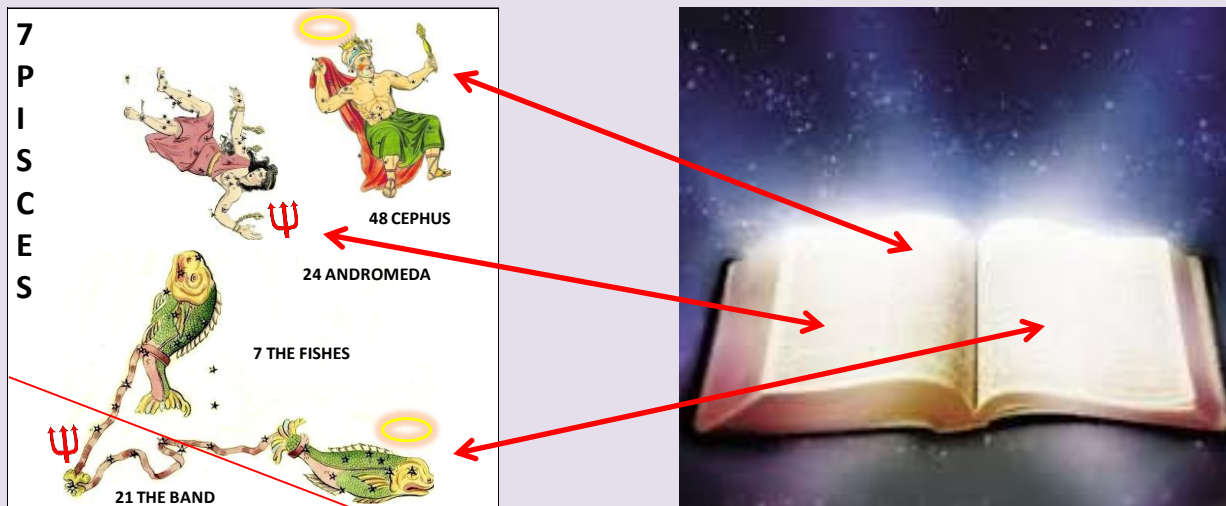 7
P
I
S
C
E
S
48 CEPHUS
24 ANDROMEDA
7 THE FISHES
21 THE BAND